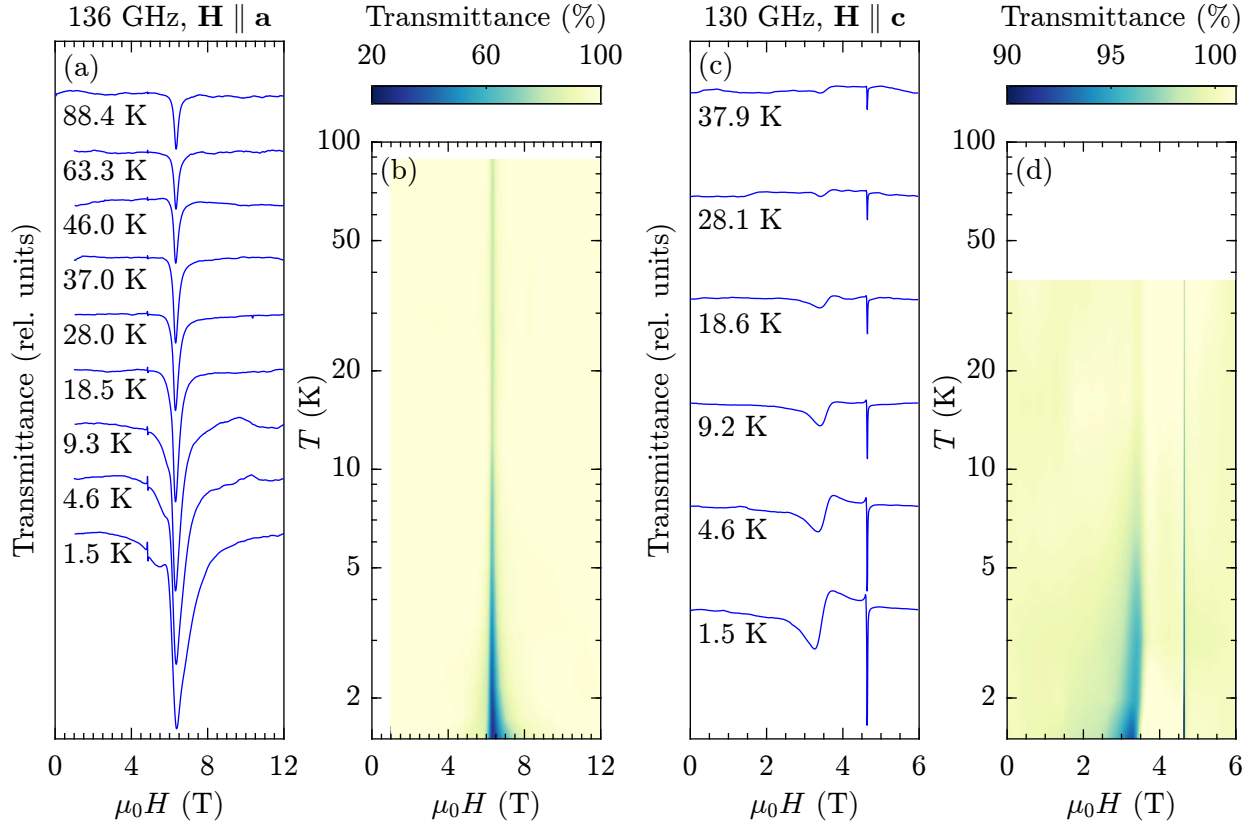 136 GHz, H ∥ a
Transmittance (%)
20 60 100
130 GHz, H ∥ c
Transmittance (%)
90 95 100
(a)
88.4 K
63.3 K
46.0 K
37.0 K
28.0 K
18.5 K
9.3 K
4.6 K
1.5 K
Transmittance (rel. units)
0 4 8 12
μ₀H (T)
(b)
100
50
20
10
5
2
T (K)
0 4 8 12
μ₀H (T)
(c)
37.9 K
28.1 K
18.6 K
9.2 K
4.6 K
1.5 K
Transmittance (rel. units)
0 2 4 6
μ₀H (T)
(d)
100
50
20
10
5
2
T (K)
0 2 4 6
μ₀H (T)